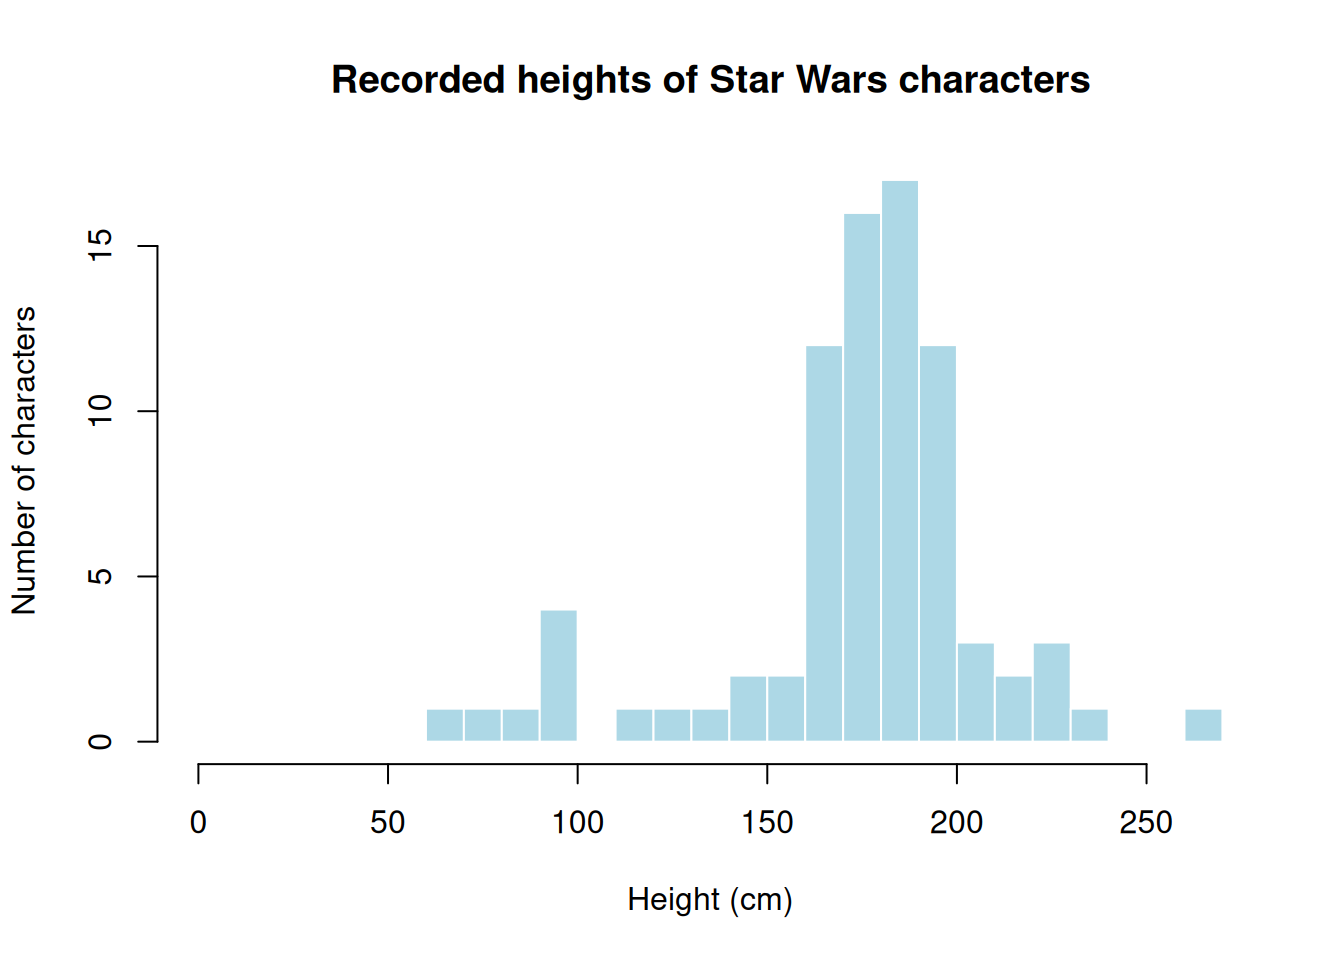 Recorded heights of Star Wars characters
Number of characters
15
10
5
0
0 50 100 150 200 250
Height (cm)